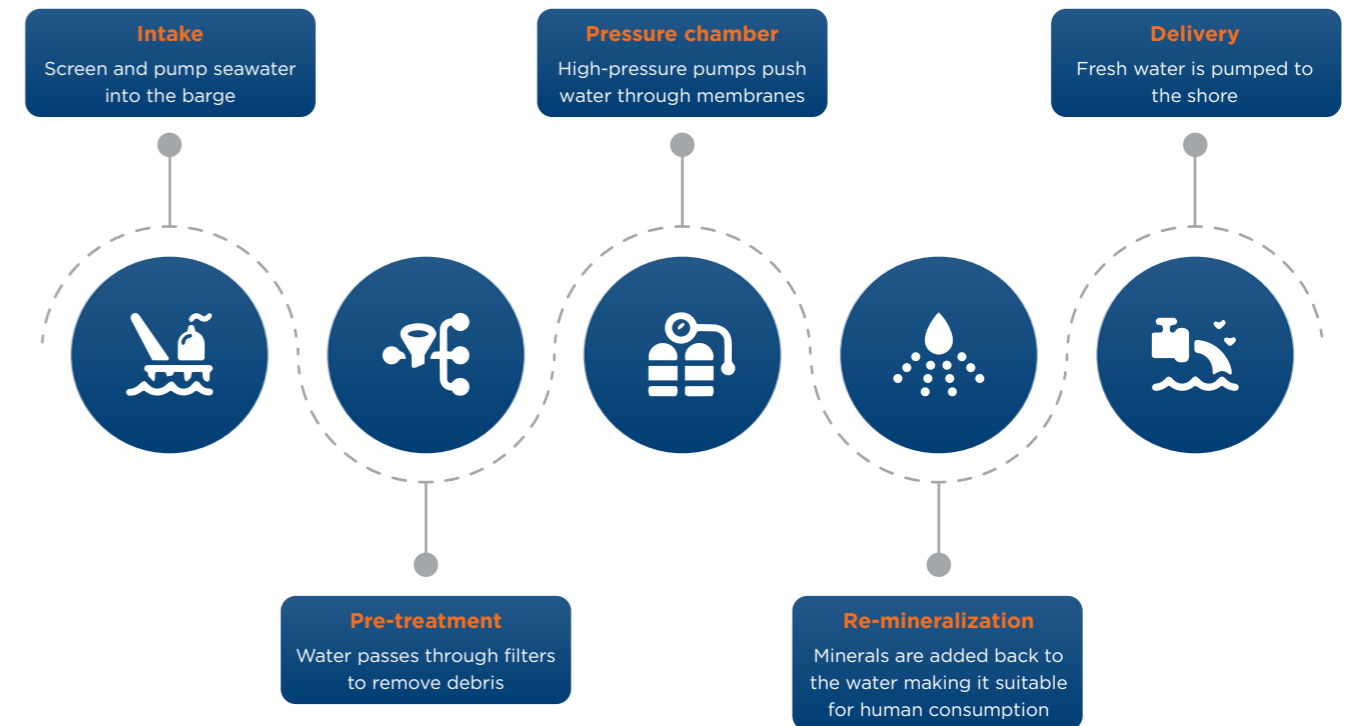 Intake
Screen and pump seawater
into the barge
Pre-treatment
Water passes through filters
to remove debris
Pressure chamber
High-pressure pumps push
water through membranes
Re-mineralization
Minerals are added back to
the water making it suitable
for human consumption
Delivery
Fresh water is pumped to
the shore